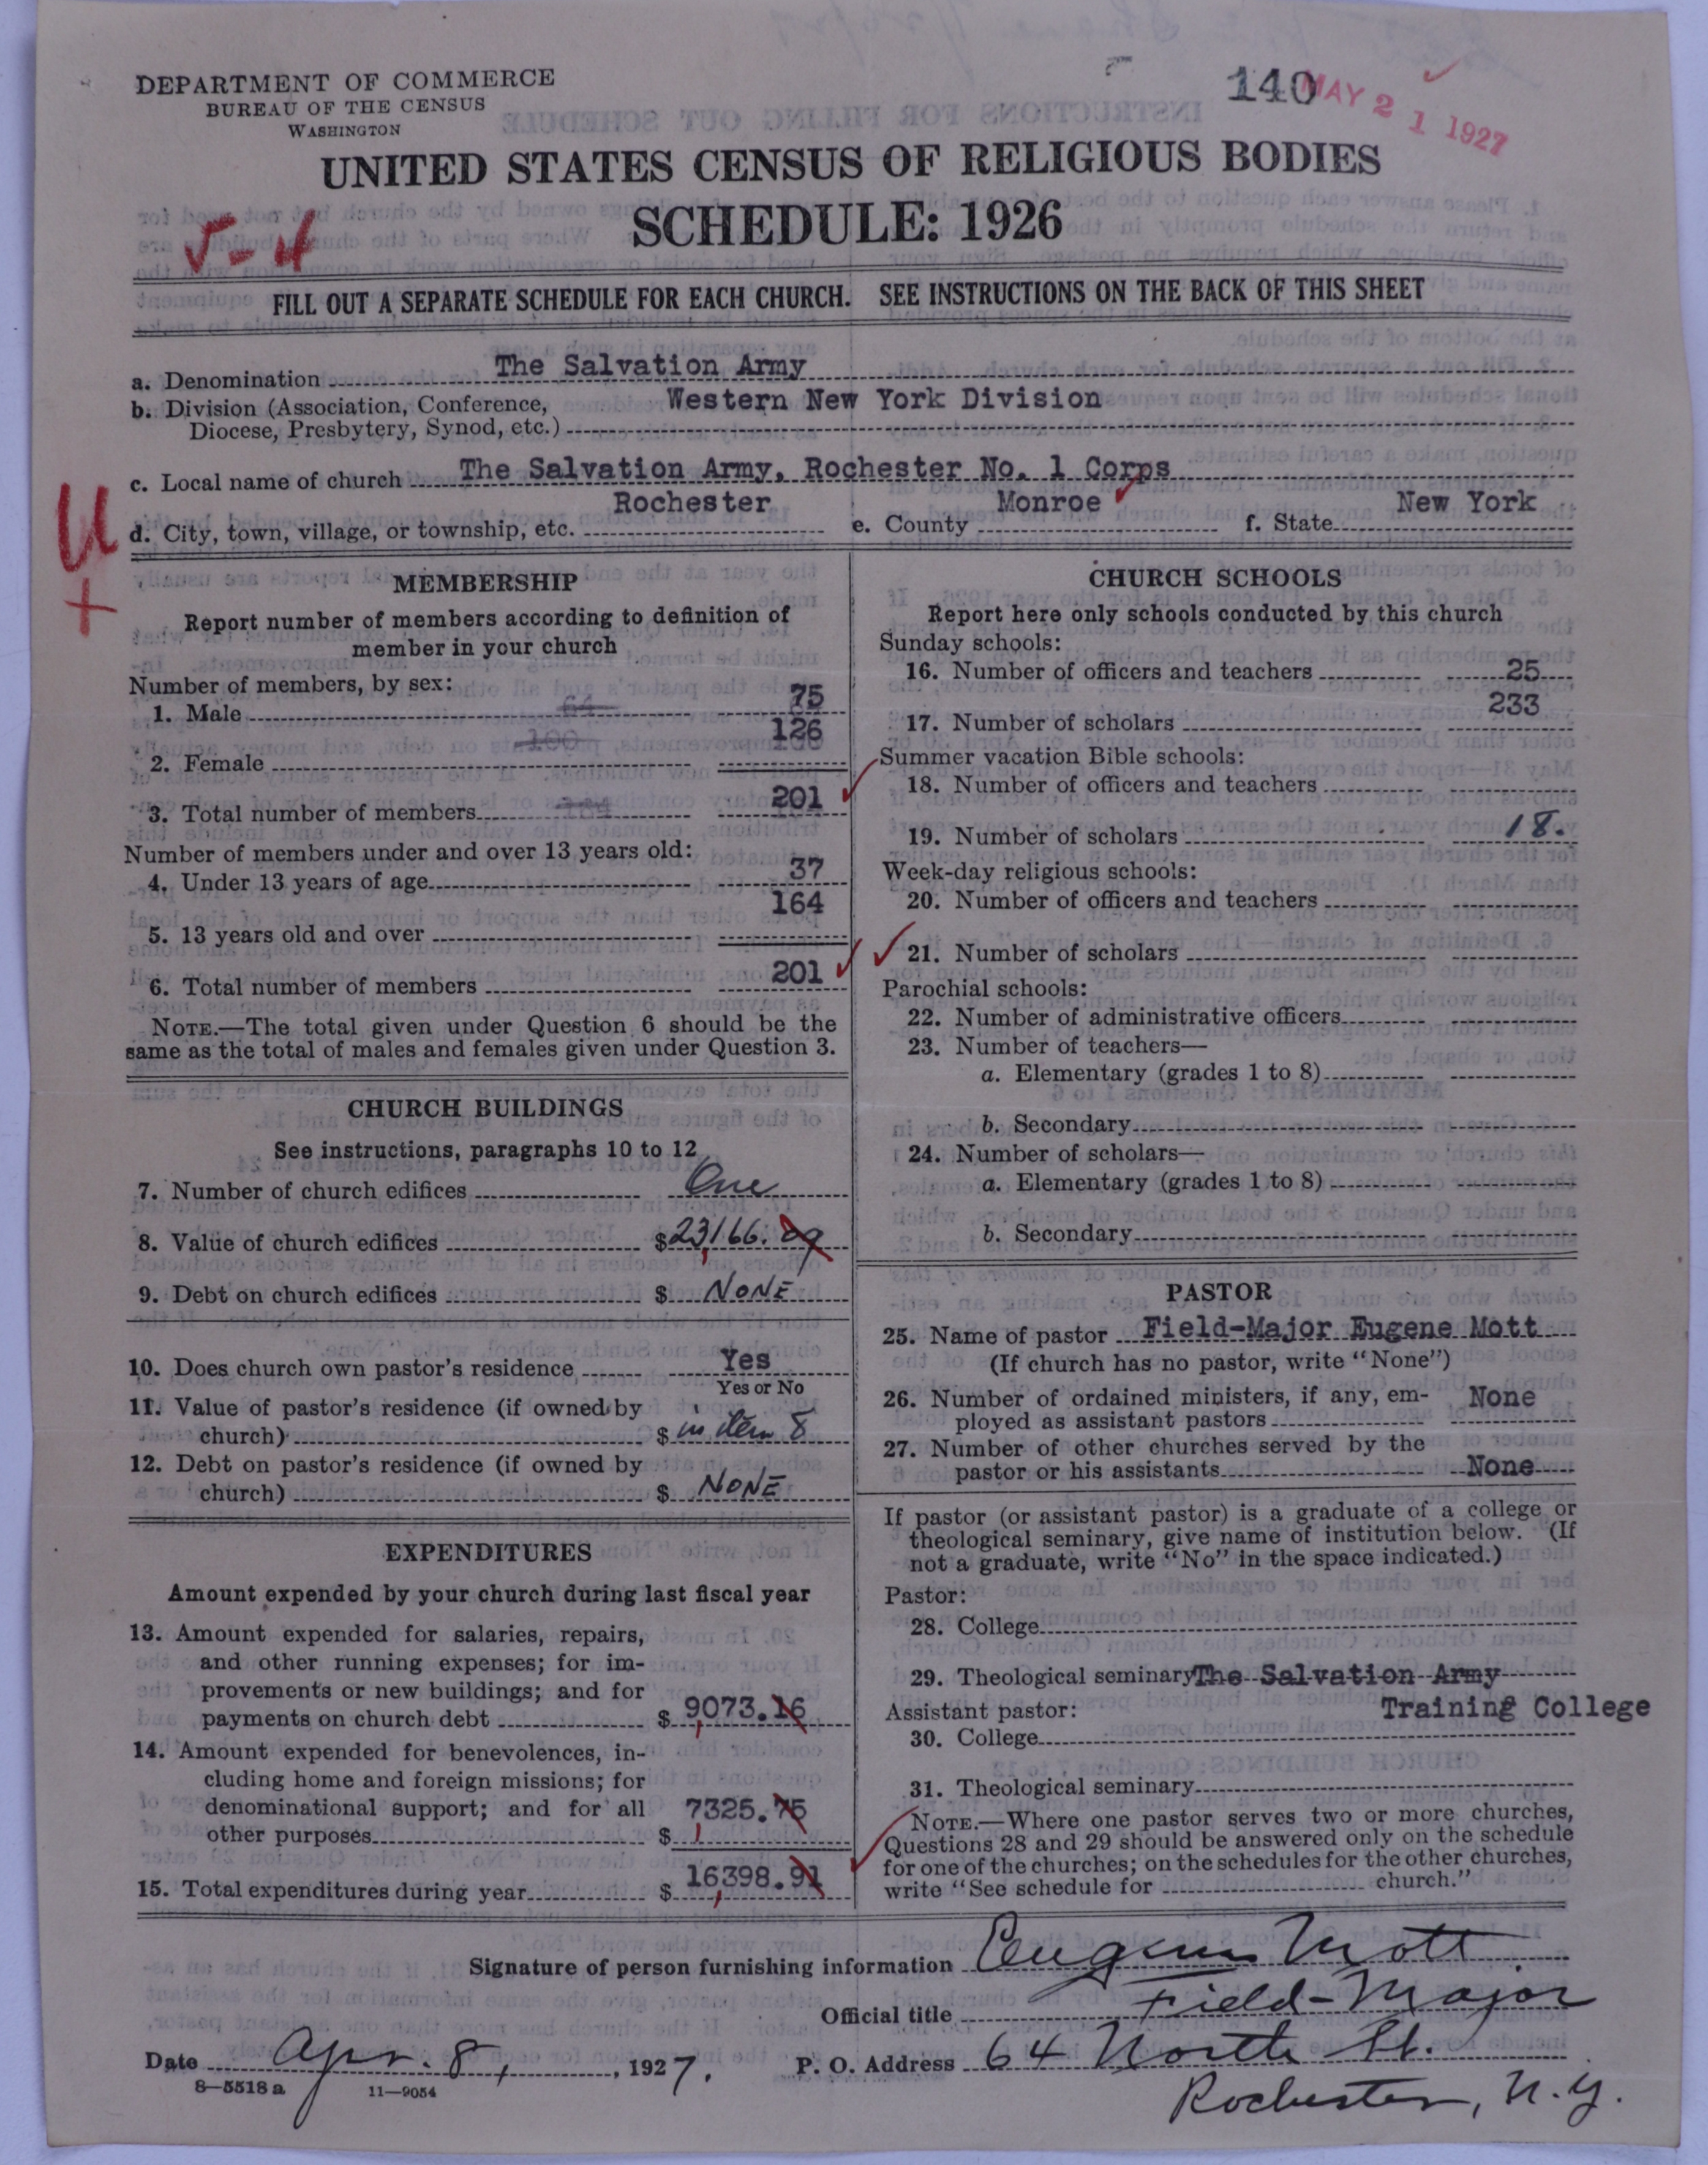 DEPARTMENT OF COMMERCE
BUREAU OF THE CENSUS
WASHINGTON
140
MAY 21 1927
UNITED STATES CENSUS OF RELIGIOUS BODIES
SCHEDULE: 1926
5-4
FILL OUT A SEPARATE SCHEDULE FOR EACH CHURCH. SEE INSTRUCTIONS ON THE BACK OF THIS SHEET
a. Denomination The Salvation Army
b. Division (Association, Conference, Western New York Division
Diocese, Presbytery, Synod, etc.)
c. Local name of church The Salvation Army, Rochester No. 1 Corps
d. City, town, village, or township, etc. Rochester e. County Monroe f. State New York
U
+
MEMBERSHIP
Report number of members according to definition of
member in your church
Number of members, by sex:
1. Male 64 75
2. Female 100 126
3. Total number of members 164 201
Number of members under and over 13 years old:
4. Under 13 years of age 37
5. 13 years old and over 164
6. Total number of members 201
NOTE.—The total given under Question 6 should be the
same as the total of males and females given under Question 3.
CHURCH BUILDINGS
See instructions, paragraphs 10 to 12
7. Number of church edifices One
8. Value of church edifices $23,166.09
9. Debt on church edifices $ NONE
10. Does church own pastor's residence Yes
Yes or No
11. Value of pastor's residence (if owned by
church) $ in item 8
12. Debt on pastor's residence (if owned by
church) $ NONE
EXPENDITURES
Amount expended by your church during last fiscal year
13. Amount expended for salaries, repairs,
and other running expenses; for im-
provements or new buildings; and for
payments on church debt $ 9,073.16
14. Amount expended for benevolences, in-
cluding home and foreign missions; for
denominational support; and for all
other purposes $ 7,325.75
15. Total expenditures during year $ 16,398.91
CHURCH SCHOOLS
Report here only schools conducted by this church
Sunday schools:
16. Number of officers and teachers 25
17. Number of scholars 233
Summer vacation Bible schools:
18. Number of officers and teachers
19. Number of scholars 18.
Week-day religious schools:
20. Number of officers and teachers
21. Number of scholars
Parochial schools:
22. Number of administrative officers
23. Number of teachers—
a. Elementary (grades 1 to 8)
b. Secondary
24. Number of scholars—
a. Elementary (grades 1 to 8)
b. Secondary
PASTOR
25. Name of pastor Field-Major Eugene Mott
(If church has no pastor, write "None")
26. Number of ordained ministers, if any, em-
ployed as assistant pastors None
27. Number of other churches served by the
pastor or his assistants None
If pastor (or assistant pastor) is a graduate of a college or
theological seminary, give name of institution below. (If
not a graduate, write "No" in the space indicated.)
Pastor:
28. College
29. Theological seminary The Salvation Army
Assistant pastor: Training College
30. College
31. Theological seminary
NOTE.—Where one pastor serves two or more churches,
Questions 28 and 29 should be answered only on the schedule
for one of the churches; on the schedules for the other churches,
write "See schedule for church."
Signature of person furnishing information Eugene Mott
Official title Field-Major
Date Apr. 8, 1927. P. O. Address 64 North St.
Rochester, N.Y.
8—5518 a 11—9054